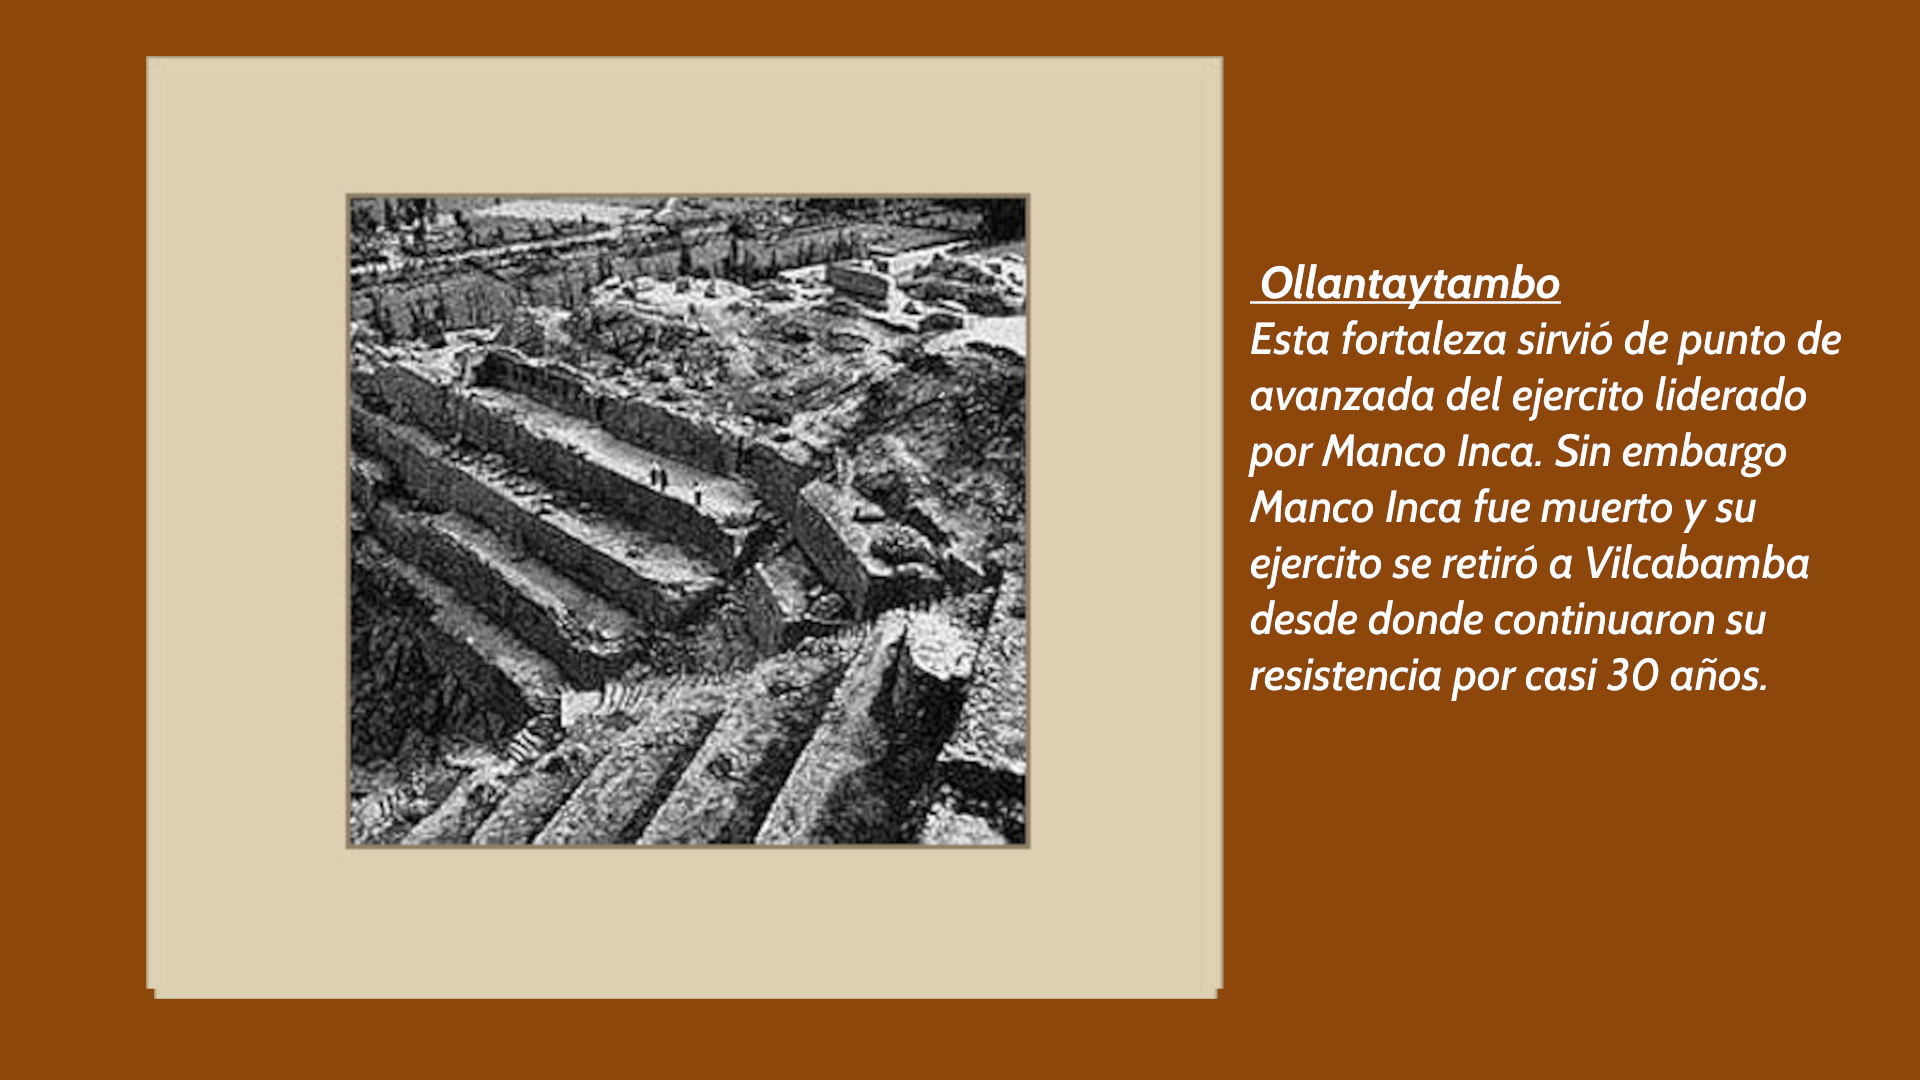 Ollantaytambo
Esta fortaleza sirvió de punto de
avanzada del ejercito liderado
por Manco Inca. Sin embargo
Manco Inca fue muerto y su
ejercito se retiró a Vilcabamba
desde donde continuaron su
resistencia por casi 30 años.